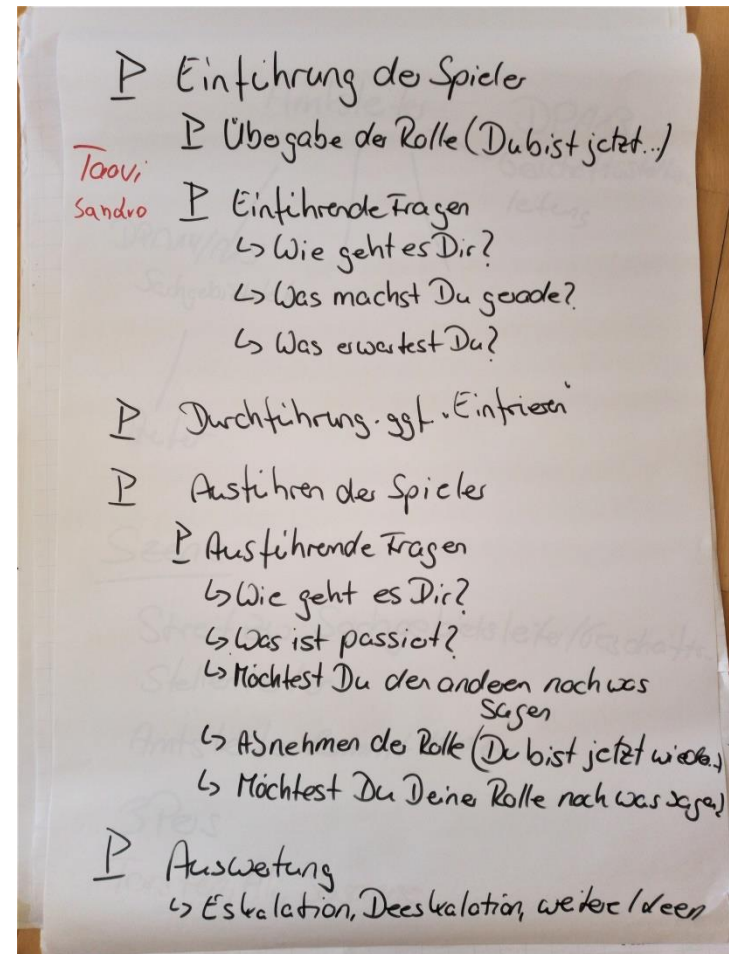 P Einführung der Spieler
P Übergabe der Rolle (Du bist jetzt...)
Taovi
Sandro
P Einführende Fragen
↳ Wie geht es Dir?
↳ Was machst Du gerade?
↳ Was erwartest Du?
P Durchführung. ggf. "Einfrieren"
P Ausführen der Spieler
P Ausführende Fragen
↳ Wie geht es Dir?
↳ Was ist passiert?
↳ Möchtest Du den anderen noch was
sagen
↳ Abnehmen der Rolle (Du bist jetzt wieder..)
↳ Möchtest Du Deiner Rolle noch was sagen?
P Auswertung
↳ Eskalation, Deeskalation, weitere Ideen